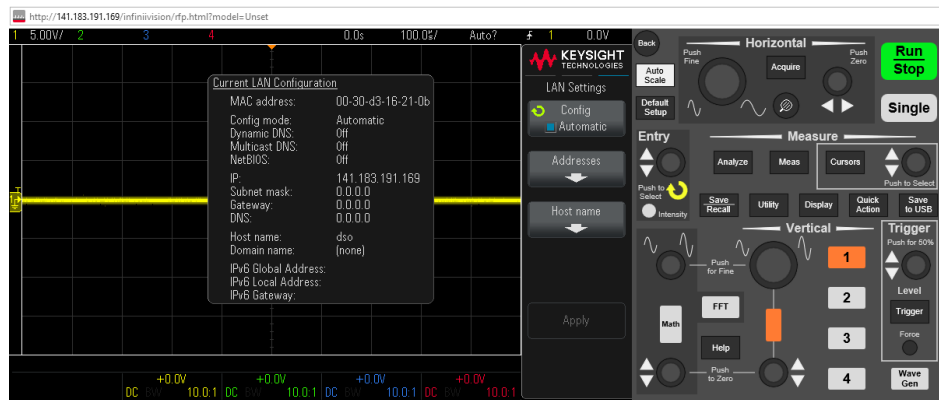 http://141.183.191.169/infiniivision/rfp.html?model=Unset
1 5.00V/ 2 3 4 0.0s 100.0%/ Auto? 1 0.0V
KEYSIGHT
TECHNOLOGIES
LAN Settings
Config
Automatic
Addresses
Host name
Apply
Current LAN Configuration
MAC address: 00-30-d3-16-21-0b
Config mode: Automatic
Dynamic DNS: Off
Multicast DNS: Off
NetBIOS: Off
IP: 141.183.191.169
Subnet mask: 0.0.0.0
Gateway: 0.0.0.0
DNS: 0.0.0.0
Host name: dso
Domain name: (none)
IPv6 Global Address:
IPv6 Local Address:
IPv6 Gateway:
+0.0V +0.0V +0.0V +0.0V
DC BW 10.0:1 DC BW 10.0:1 DC BW 10.0:1 DC BW 10.0:1
Back
Horizontal
Push
Fine
Push
Zero
Run
Stop
Auto
Scale
Acquire
Default
Setup
Single
Entry
Measure
Analyze
Meas
Cursors
Push to Select
Push to
Select
Intensity
Save
Recall
Utility
Display
Quick
Action
Save
to USB
Vertical
Trigger
Push for 50%
Push
for Fine
1
2
3
4
Level
Trigger
Force
FFT
Math
Help
Push
to Zero
Wave
Gen